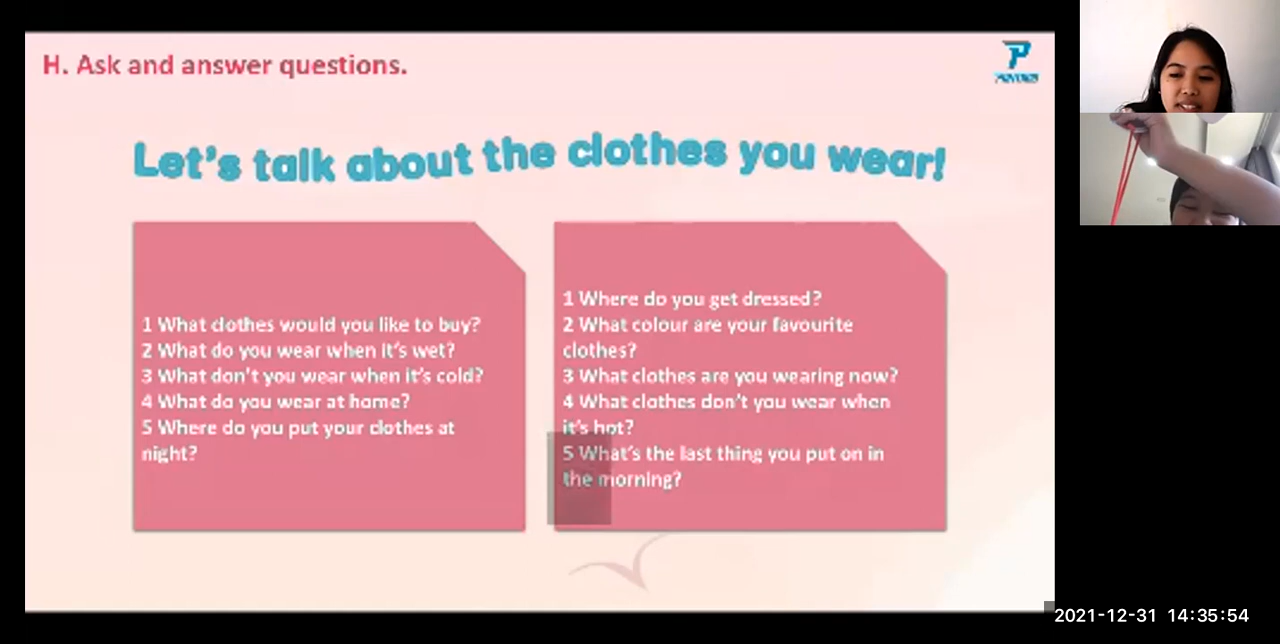 H. Ask and answer questions.
Let's talk about the clothes you wear!
1 What clothes would you like to buy?
2 What do you wear when it's wet?
3 What don't you wear when it's cold?
4 What do you wear at home?
5 Where do you put your clothes at
night?
1 Where do you get dressed?
2 What colour are your favourite
clothes?
3 What clothes are you wearing now?
4 What clothes don't you wear when
it's hot?
5 What's the last thing you put on in
the morning?
2021-12-31 14:35:54